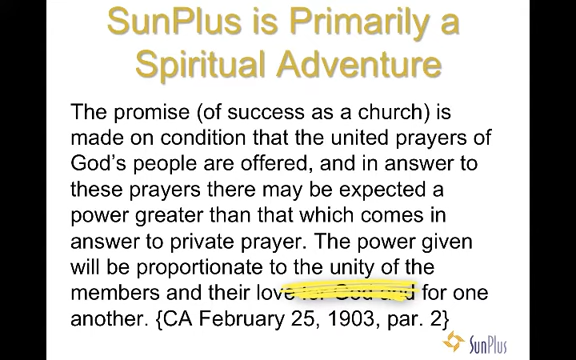 SunPlus is Primarily a
Spiritual Adventure
The promise (of success as a church) is
made on condition that the united prayers of
God's people are offered, and in answer to
these prayers there may be expected a
power greater than that which comes in
answer to private prayer. The power given
will be proportionate to the unity of the
members and their love for God and for one
another. {CA February 25, 1903, par. 2}
SunPlus